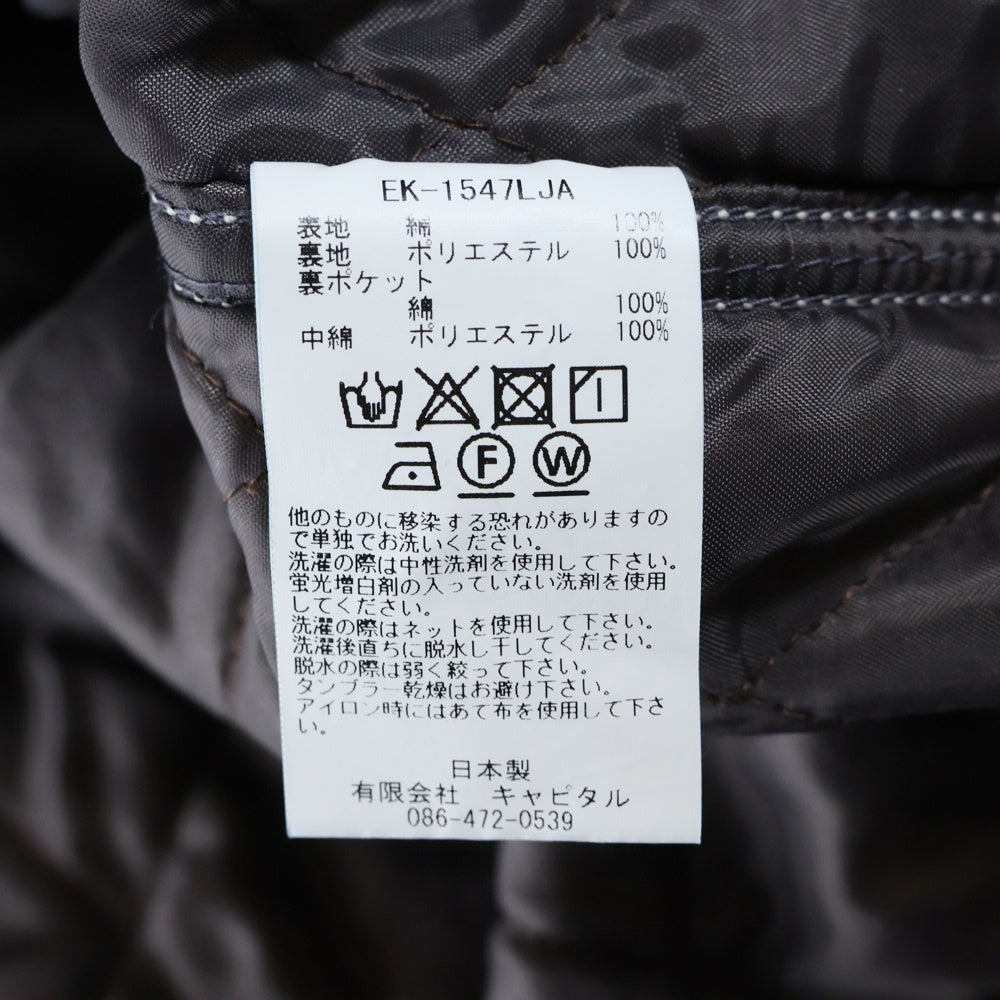 EK-1547LJA
表地 綿 100%
裏地 ポリエステル 100%
裏ポケット
綿 100%
中綿 ポリエステル 100%
F W
他のものに移染する恐れがありますの
で単独でお洗いください。
洗濯の際は中性洗剤を使用して下さい。
蛍光増白剤の入っていない洗剤を使用
してください。
洗濯の際はネットを使用して下さい。
洗濯後直ちに脱水し干してください。
脱水の際は弱く絞って下さい。
タンブラー乾燥はお避け下さい。
アイロン時にはあて布を使用して下さ
い。
日本製
有限会社 キャピタル
086-472-0539